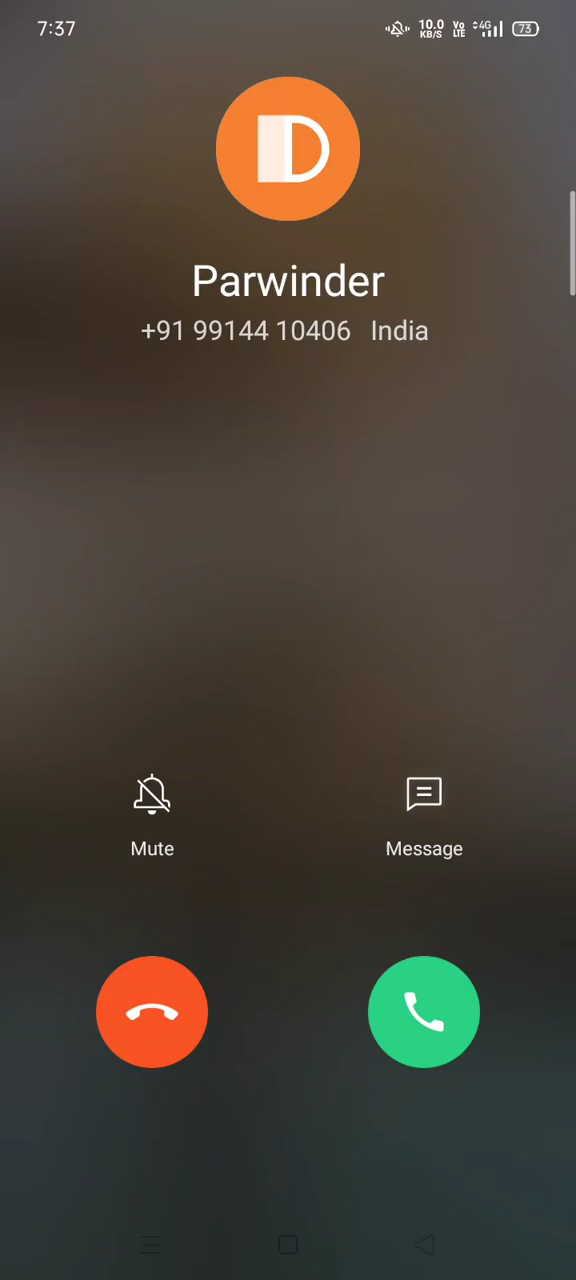 7:37
10.0 KB/S Vo LTE 4G 73
D
Parwinder
+91 99144 10406 India
Mute
Message